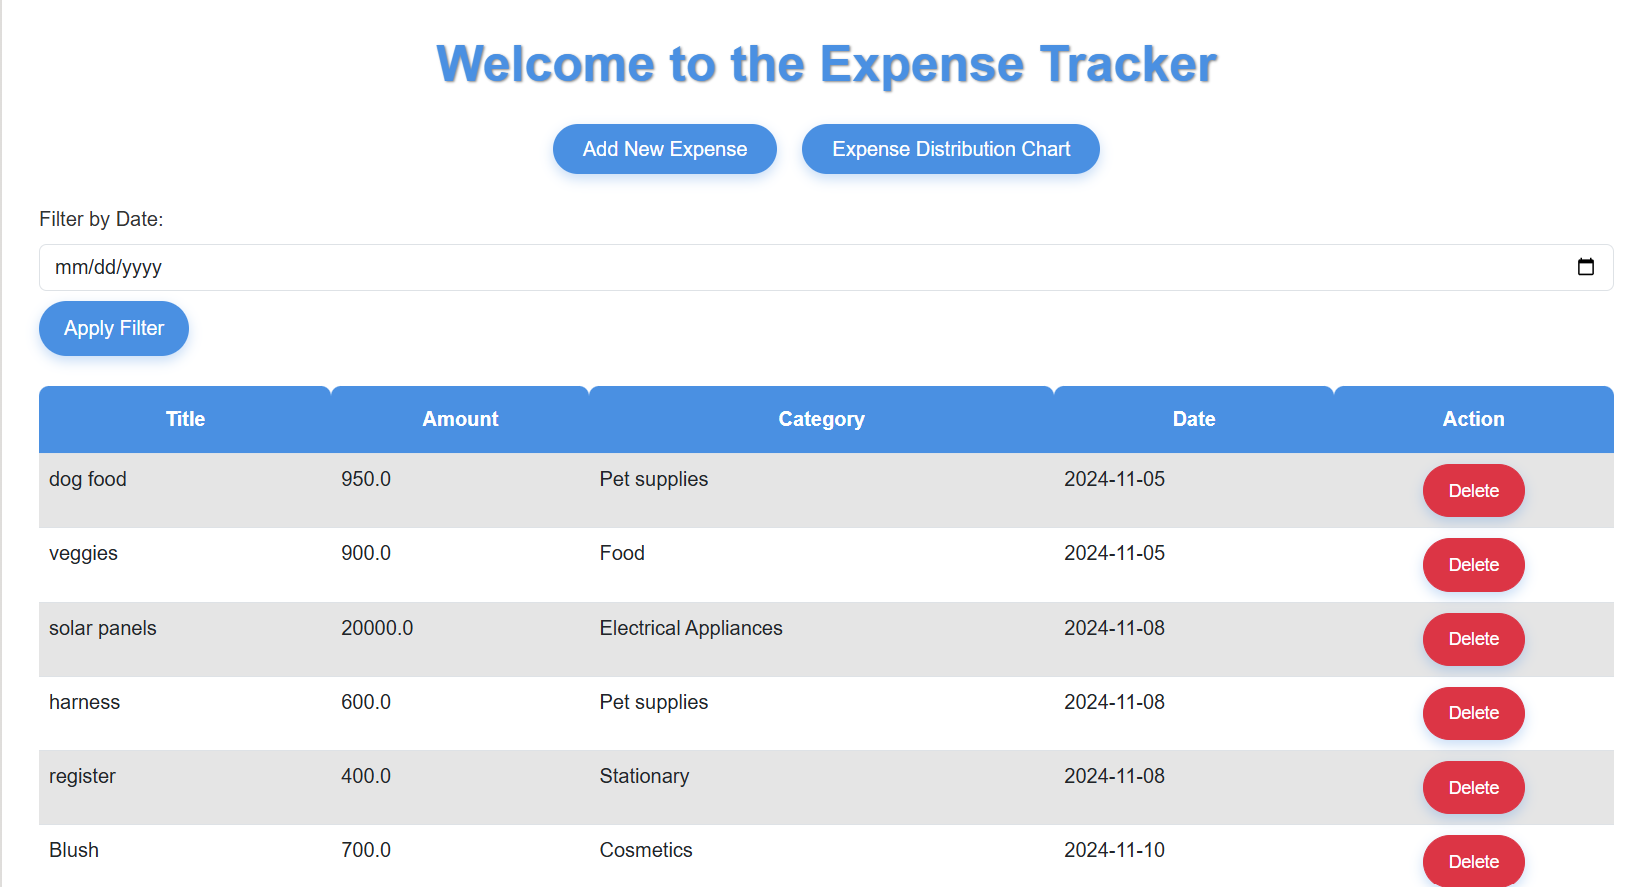 Welcome to the Expense Tracker
Add New Expense Expense Distribution Chart
Filter by Date:
mm/dd/yyyy
Apply Filter
Title Amount Category Date Action
dog food 950.0 Pet supplies 2024-11-05 Delete
veggies 900.0 Food 2024-11-05 Delete
solar panels 20000.0 Electrical Appliances 2024-11-08 Delete
harness 600.0 Pet supplies 2024-11-08 Delete
register 400.0 Stationary 2024-11-08 Delete
Blush 700.0 Cosmetics 2024-11-10 Delete